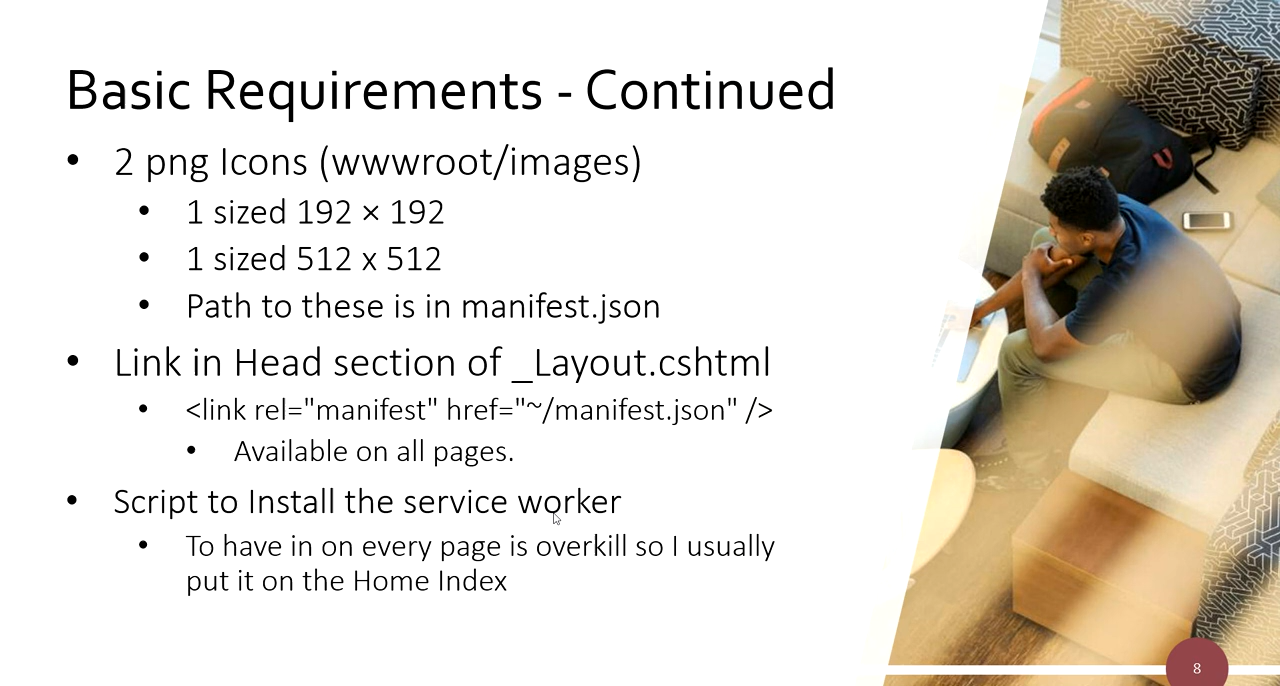 Basic Requirements - Continued
• 2 png Icons (wwwroot/images)
• 1 sized 192 × 192
• 1 sized 512 x 512
• Path to these is in manifest.json
• Link in Head section of _Layout.cshtml
• <link rel="manifest" href="~/manifest.json" />
• Available on all pages.
• Script to Install the service worker
• To have in on every page is overkill so I usually
put it on the Home Index
8